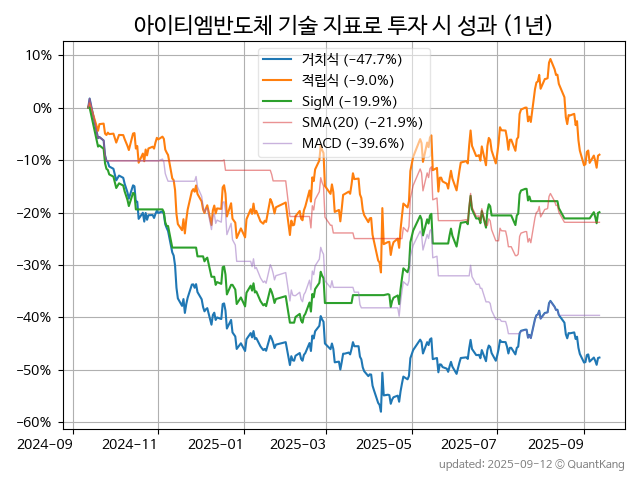 아이티엠반도체 기술 지표로 투자 시 성과 (1년)
거치식 (−47.7%)
적립식 (−9.0%)
SigM (−19.9%)
SMA(20) (−21.9%)
MACD (−39.6%)
10%
0%
−10%
−20%
−30%
−40%
−50%
−60%
2024-09
2024-11
2025-01
2025-03
2025-05
2025-07
2025-09
updated: 2025-09-12 © QuantKang